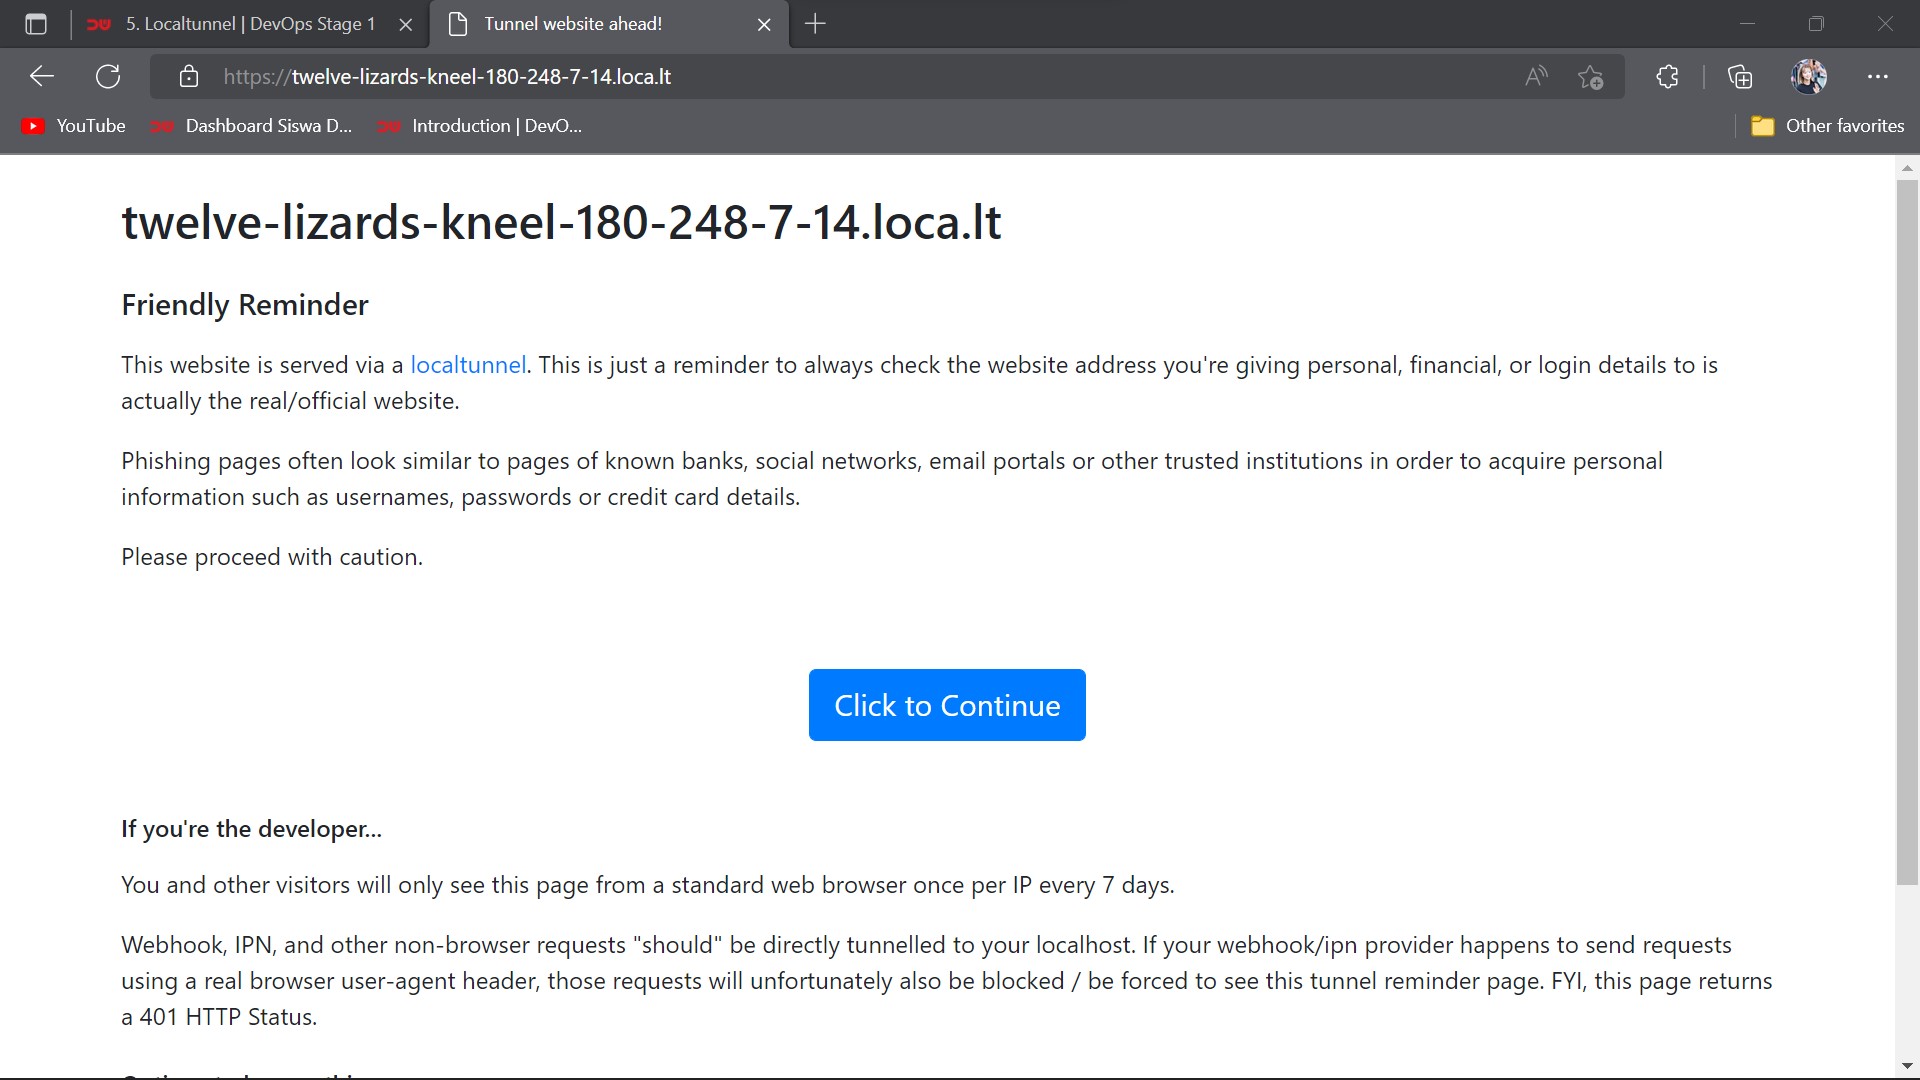 5. Localtunnel | DevOps Stage 1
Tunnel website ahead!
https://twelve-lizards-kneel-180-248-7-14.loca.lt
YouTube
Dashboard Siswa D...
Introduction | DevO...
Other favorites
twelve-lizards-kneel-180-248-7-14.loca.lt
Friendly Reminder
This website is served via a localtunnel. This is just a reminder to always check the website address you're giving personal, financial, or login details to is
actually the real/official website.
Phishing pages often look similar to pages of known banks, social networks, email portals or other trusted institutions in order to acquire personal
information such as usernames, passwords or credit card details.
Please proceed with caution.
Click to Continue
If you're the developer...
You and other visitors will only see this page from a standard web browser once per IP every 7 days.
Webhook, IPN, and other non-browser requests "should" be directly tunnelled to your localhost. If your webhook/ipn provider happens to send requests
using a real browser user-agent header, those requests will unfortunately also be blocked / be forced to see this tunnel reminder page. FYI, this page returns
a 401 HTTP Status.